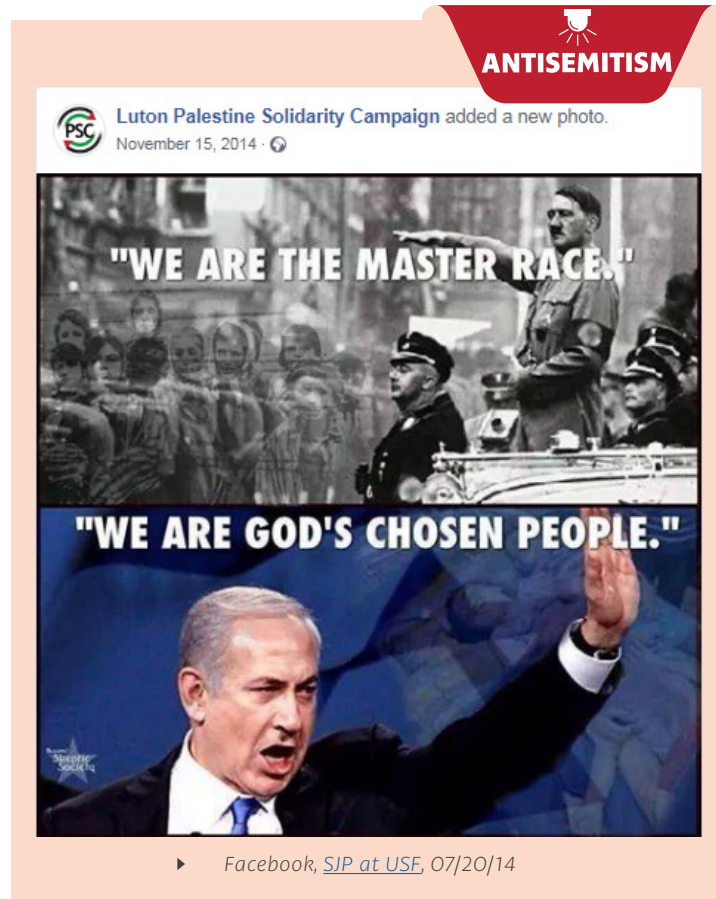 ANTISEMITISM
PSC
Luton Palestine Solidarity Campaign added a new photo.
November 15, 2014 ·
"WE ARE THE MASTER RACE."
"WE ARE GOD'S CHOSEN PEOPLE."
Skeptic
Society
Facebook, SJP at USF, 07/20/14